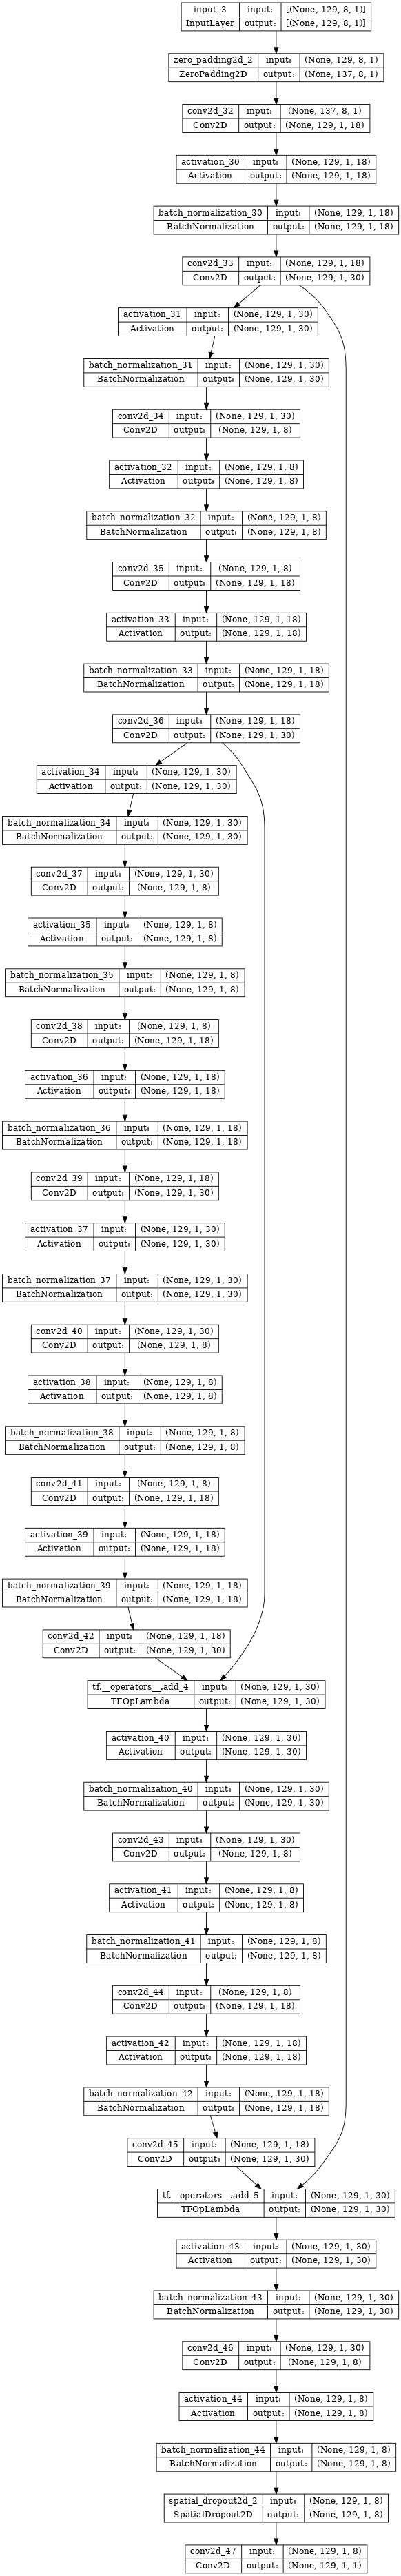 input_3 input: [(None, 129, 8, 1)]
InputLayer output: [(None, 129, 8, 1)]
zero_padding2d_2 input: (None, 129, 8, 1)
ZeroPadding2D output: (None, 137, 8, 1)
conv2d_32 input: (None, 137, 8, 1)
Conv2D output: (None, 129, 1, 18)
activation_30 input: (None, 129, 1, 18)
Activation output: (None, 129, 1, 18)
batch_normalization_30 input: (None, 129, 1, 18)
BatchNormalization output: (None, 129, 1, 18)
conv2d_33 input: (None, 129, 1, 18)
Conv2D output: (None, 129, 1, 30)
activation_31 input: (None, 129, 1, 30)
Activation output: (None, 129, 1, 30)
batch_normalization_31 input: (None, 129, 1, 30)
BatchNormalization output: (None, 129, 1, 30)
conv2d_34 input: (None, 129, 1, 30)
Conv2D output: (None, 129, 1, 8)
activation_32 input: (None, 129, 1, 8)
Activation output: (None, 129, 1, 8)
batch_normalization_32 input: (None, 129, 1, 8)
BatchNormalization output: (None, 129, 1, 8)
conv2d_35 input: (None, 129, 1, 8)
Conv2D output: (None, 129, 1, 18)
activation_33 input: (None, 129, 1, 18)
Activation output: (None, 129, 1, 18)
batch_normalization_33 input: (None, 129, 1, 18)
BatchNormalization output: (None, 129, 1, 18)
conv2d_36 input: (None, 129, 1, 18)
Conv2D output: (None, 129, 1, 30)
activation_34 input: (None, 129, 1, 30)
Activation output: (None, 129, 1, 30)
batch_normalization_34 input: (None, 129, 1, 30)
BatchNormalization output: (None, 129, 1, 30)
conv2d_37 input: (None, 129, 1, 30)
Conv2D output: (None, 129, 1, 8)
activation_35 input: (None, 129, 1, 8)
Activation output: (None, 129, 1, 8)
batch_normalization_35 input: (None, 129, 1, 8)
BatchNormalization output: (None, 129, 1, 8)
conv2d_38 input: (None, 129, 1, 8)
Conv2D output: (None, 129, 1, 18)
activation_36 input: (None, 129, 1, 18)
Activation output: (None, 129, 1, 18)
batch_normalization_36 input: (None, 129, 1, 18)
BatchNormalization output: (None, 129, 1, 18)
conv2d_39 input: (None, 129, 1, 18)
Conv2D output: (None, 129, 1, 30)
activation_37 input: (None, 129, 1, 30)
Activation output: (None, 129, 1, 30)
batch_normalization_37 input: (None, 129, 1, 30)
BatchNormalization output: (None, 129, 1, 30)
conv2d_40 input: (None, 129, 1, 30)
Conv2D output: (None, 129, 1, 8)
activation_38 input: (None, 129, 1, 8)
Activation output: (None, 129, 1, 8)
batch_normalization_38 input: (None, 129, 1, 8)
BatchNormalization output: (None, 129, 1, 8)
conv2d_41 input: (None, 129, 1, 8)
Conv2D output: (None, 129, 1, 18)
activation_39 input: (None, 129, 1, 18)
Activation output: (None, 129, 1, 18)
batch_normalization_39 input: (None, 129, 1, 18)
BatchNormalization output: (None, 129, 1, 18)
conv2d_42 input: (None, 129, 1, 18)
Conv2D output: (None, 129, 1, 30)
tf.__operators__.add_4 input: (None, 129, 1, 30)
TFOpLambda output: (None, 129, 1, 30)
activation_40 input: (None, 129, 1, 30)
Activation output: (None, 129, 1, 30)
batch_normalization_40 input: (None, 129, 1, 30)
BatchNormalization output: (None, 129, 1, 30)
conv2d_43 input: (None, 129, 1, 30)
Conv2D output: (None, 129, 1, 8)
activation_41 input: (None, 129, 1, 8)
Activation output: (None, 129, 1, 8)
batch_normalization_41 input: (None, 129, 1, 8)
BatchNormalization output: (None, 129, 1, 8)
conv2d_44 input: (None, 129, 1, 8)
Conv2D output: (None, 129, 1, 18)
activation_42 input: (None, 129, 1, 18)
Activation output: (None, 129, 1, 18)
batch_normalization_42 input: (None, 129, 1, 18)
BatchNormalization output: (None, 129, 1, 18)
conv2d_45 input: (None, 129, 1, 18)
Conv2D output: (None, 129, 1, 30)
tf.__operators__.add_5 input: (None, 129, 1, 30)
TFOpLambda output: (None, 129, 1, 30)
activation_43 input: (None, 129, 1, 30)
Activation output: (None, 129, 1, 30)
batch_normalization_43 input: (None, 129, 1, 30)
BatchNormalization output: (None, 129, 1, 30)
conv2d_46 input: (None, 129, 1, 30)
Conv2D output: (None, 129, 1, 8)
activation_44 input: (None, 129, 1, 8)
Activation output: (None, 129, 1, 8)
batch_normalization_44 input: (None, 129, 1, 8)
BatchNormalization output: (None, 129, 1, 8)
spatial_dropout2d_2 input: (None, 129, 1, 8)
SpatialDropout2D output: (None, 129, 1, 8)
conv2d_47 input: (None, 129, 1, 8)
Conv2D output: (None, 129, 1, 1)